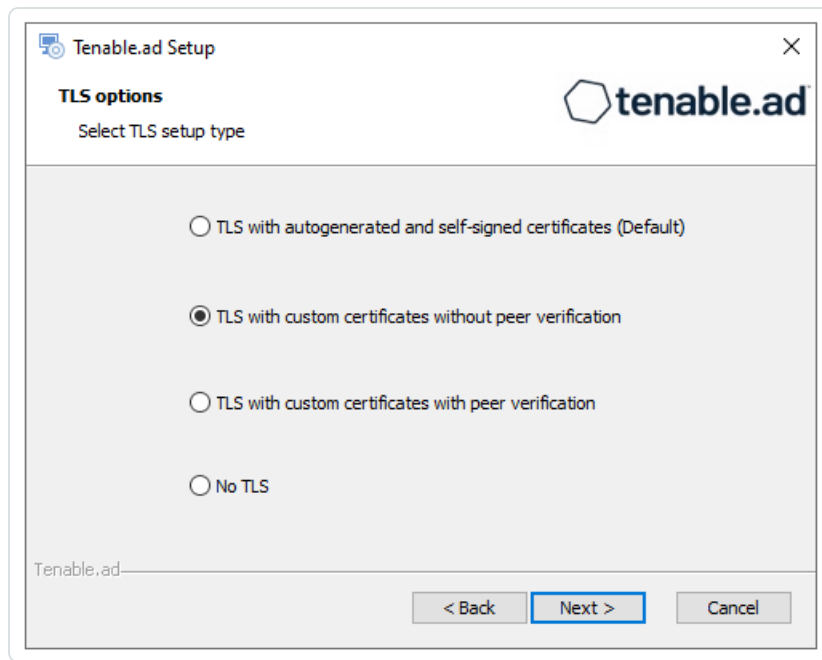 Tenable.ad Setup
TLS options
Select TLS setup type
tenable.ad
TLS with autogenerated and self-signed certificates (Default)
TLS with custom certificates without peer verification
TLS with custom certificates with peer verification
No TLS
Tenable.ad
< Back
Next >
Cancel